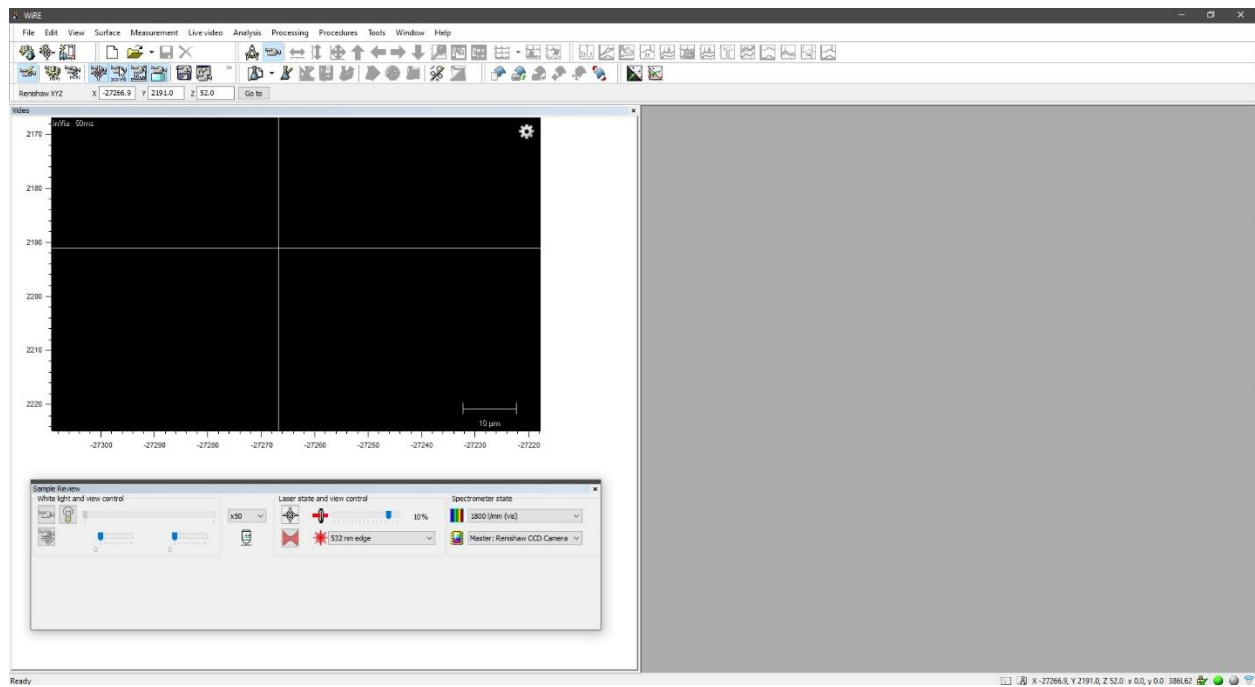 WiRE
File Edit View Surface Measurement Live video Analysis Processing Procedures Tools Window Help
Renishaw XYZ X -27266.9 Y 2191.0 Z 52.0 Go to
Video
inVia 60ms
2170
2180
2190
2200
2210
2220
10 µm
-27300 -27290 -27280 -27270 -27260 -27250 -27240 -27230 -27220
Sample Review
White light and view control Laser state and view control Spectrometer state
x50 10% 1800 l/mm (vis)
0 0 532 nm edge Master: Renishaw CCD Camera
Ready X -27266.9, Y 2191.0, Z 52.0 x 0.0, y 0.0 386L62